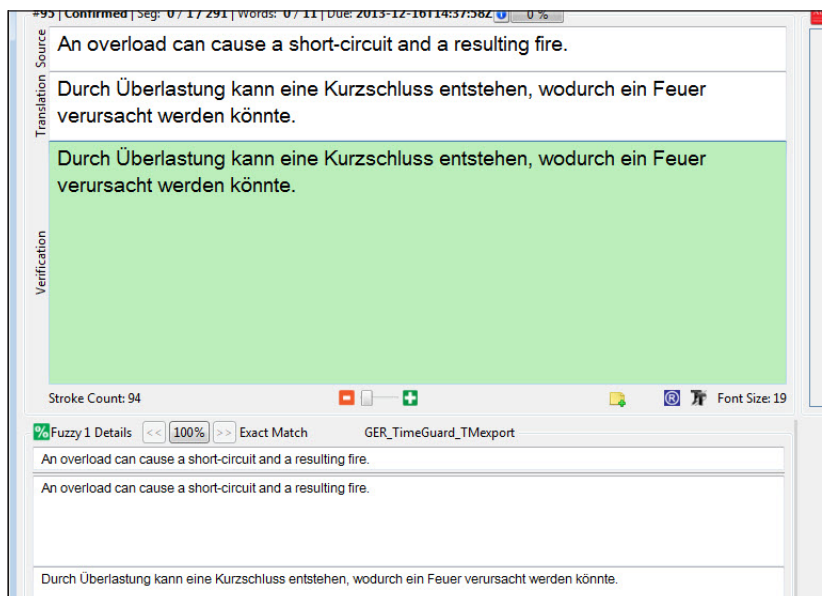 #95 | Confirmed | Seg: 0 / 1 / 291 | Words: 0 / 11 | Due: 2013-12-16T14:37:58Z 0 %
Source
An overload can cause a short-circuit and a resulting fire.
Translation
Durch Überlastung kann eine Kurzschluss entstehen, wodurch ein Feuer
verursacht werden könnte.
Verification
Durch Überlastung kann eine Kurzschluss entstehen, wodurch ein Feuer
verursacht werden könnte.
Stroke Count: 94 Font Size: 19
% Fuzzy 1 Details << 100% >> Exact Match GER_TimeGuard_TMexport
An overload can cause a short-circuit and a resulting fire.
An overload can cause a short-circuit and a resulting fire.
Durch Überlastung kann eine Kurzschluss entstehen, wodurch ein Feuer verursacht werden könnte.